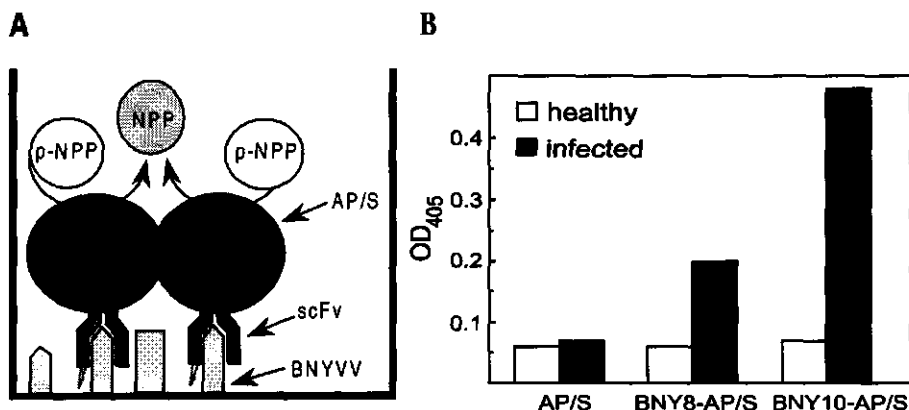 A
p-NPP
NPP
p-NPP
AP/S
scFv
BNYVV
B
healthy
infected
OD405
0.4
0.3
0.2
0.1
AP/S
BNY8-AP/S
BNY10-AP/S